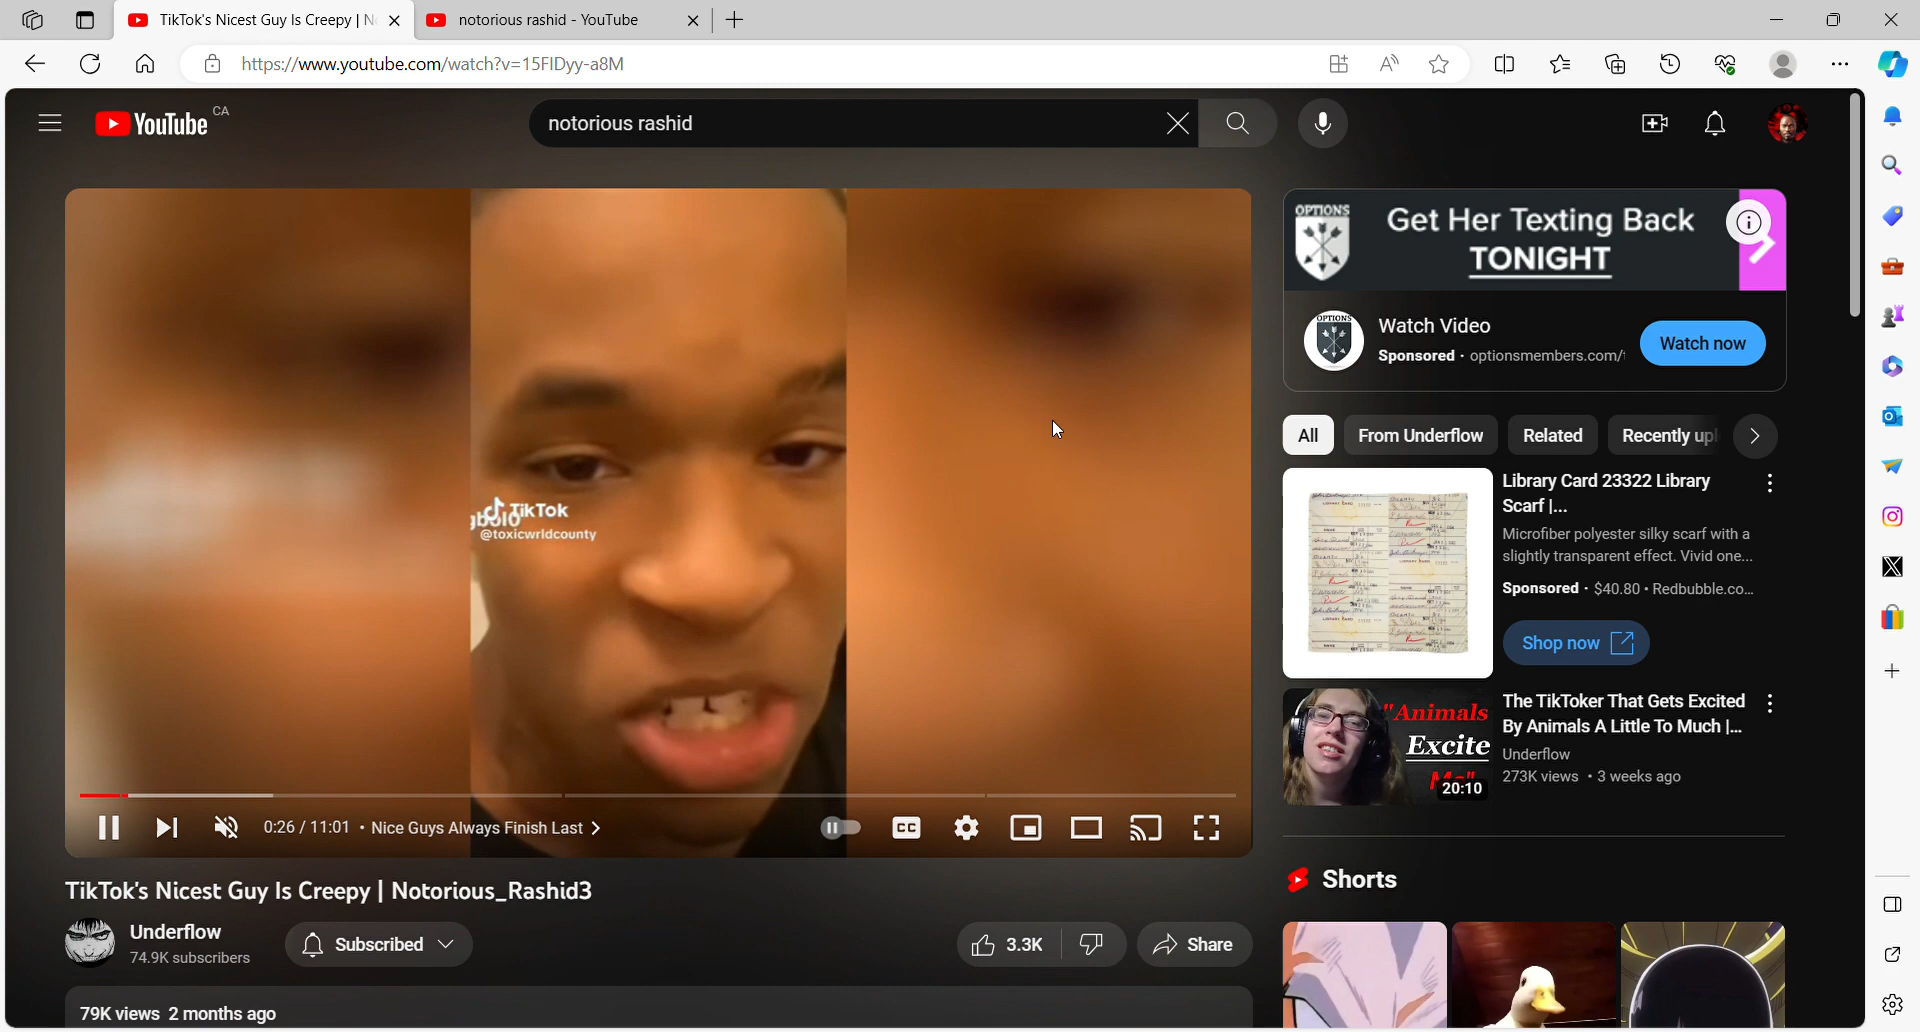 TikTok's Nicest Guy Is Creepy | N
notorious rashid - YouTube
https://www.youtube.com/watch?v=15FIDyy-a8M
YouTube CA
notorious rashid
TikTok
@toxicwrldcounty
0:26 / 11:01 • Nice Guys Always Finish Last
CC
TikTok's Nicest Guy Is Creepy | Notorious_Rashid3
Underflow
74.9K subscribers
Subscribed
3.3K
Share
79K views 2 months ago
OPTIONS
Get Her Texting Back
TONIGHT
OPTIONS
Watch Video
Sponsored · optionsmembers.com/
Watch now
All
From Underflow
Related
Recently upl
Library Card 23322 Library
Scarf |...
Microfiber polyester silky scarf with a
slightly transparent effect. Vivid one...
Sponsored · $40.80 · Redbubble.co...
Shop now
"Animals
Excite
Me"
20:10
The TikToker That Gets Excited
By Animals A Little To Much |...
Underflow
273K views • 3 weeks ago
Shorts